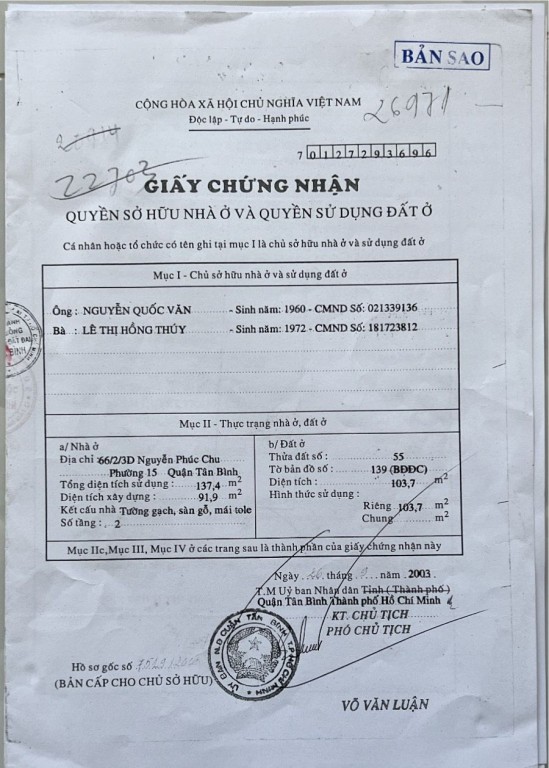 BẢN SAO
CỘNG HÒA XÃ HỘI CHỦ NGHĨA VIỆT NAM
Độc lập - Tự do - Hạnh phúc
26971
22703
7 0 1 2 7 2 9 3 6 9 6
GIẤY CHỨNG NHẬN
QUYỀN SỞ HỮU NHÀ Ở VÀ QUYỀN SỬ DỤNG ĐẤT Ở
Cá nhân hoặc tổ chức có tên ghi tại mục I là chủ sở hữu nhà ở và sử dụng đất ở
Mục I - Chủ sở hữu nhà ở và sử dụng đất ở
Ông : NGUYỄN QUỐC VĂN - Sinh năm: 1960 - CMND Số: 021339136
Bà : LÊ THỊ HỒNG THÚY - Sinh năm: 1972 - CMND Số: 181723812
Mục II - Thực trạng nhà ở, đất ở
a/ Nhà ở
Địa chỉ :66/2/3D Nguyễn Phúc Chu
Phường 15 Quận Tân Bình
Tổng diện tích sử dụng : 137,4 m2
Diện tích xây dựng : 91,9 m2
Kết cấu nhà Tường gạch, sàn gỗ, mái tole
Số tầng : 2
b/ Đất ở
Thửa đất số : 55
Tờ bản đồ số : 139 (BĐĐC)
Diện tích : 103,7 m2
Hình thức sử dụng :
Riêng 103,7 m2
Chung m2
Mục IIc,Mục III, Mục IV ở các trang sau là thành phần của giấy chứng nhận này
Ngày tháng năm 2003
T.M Uỷ ban Nhân dân Tỉnh ( Thành phố )
Quận Tân Bình Thành phố Hồ Chí Minh
KT. CHỦ TỊCH
PHÓ CHỦ TỊCH
ỦY BAN N.D QUẬN TÂN BÌNH T.P HỒ CHÍ MINH
Hồ sơ gốc số
(BẢN CẤP CHO CHỦ SỞ HỮU)
VÕ VĂN LUẬN